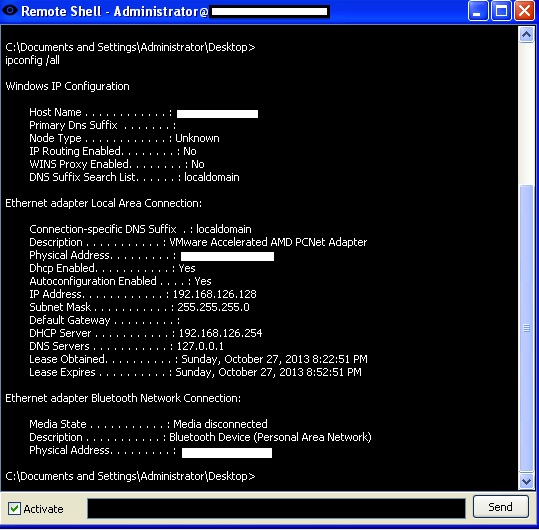 Remote Shell - Administrator@
C:\Documents and Settings\Administrator\Desktop>
ipconfig /all
Windows IP Configuration
Host Name . . . . . . . . . . . . :
Primary Dns Suffix . . . . . . . :
Node Type . . . . . . . . . . . . : Unknown
IP Routing Enabled. . . . . . . . : No
WINS Proxy Enabled. . . . . . . . : No
DNS Suffix Search List. . . . . . : localdomain
Ethernet adapter Local Area Connection:
Connection-specific DNS Suffix . : localdomain
Description . . . . . . . . . . . : VMware Accelerated AMD PCNet Adapter
Physical Address. . . . . . . . . :
Dhcp Enabled. . . . . . . . . . . : Yes
Autoconfiguration Enabled . . . . : Yes
IP Address. . . . . . . . . . . . : 192.168.126.128
Subnet Mask . . . . . . . . . . . : 255.255.255.0
Default Gateway . . . . . . . . . :
DHCP Server . . . . . . . . . . . : 192.168.126.254
DNS Servers . . . . . . . . . . . : 127.0.0.1
Lease Obtained. . . . . . . . . . : Sunday, October 27, 2013 8:22:51 PM
Lease Expires . . . . . . . . . . : Sunday, October 27, 2013 8:52:51 PM
Ethernet adapter Bluetooth Network Connection:
Media State . . . . . . . . . . . : Media disconnected
Description . . . . . . . . . . . : Bluetooth Device (Personal Area Network)
Physical Address. . . . . . . . . :
C:\Documents and Settings\Administrator\Desktop>
Activate
Send